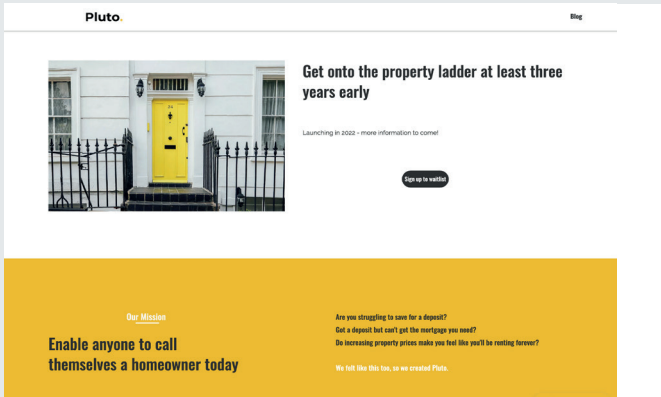 Pluto.
Blog
Get onto the property ladder at least three
years early
Launching in 2022 - more information to come!
Sign up to waitlist
Our Mission
Enable anyone to call
themselves a homeowner today
Are you struggling to save for a deposit?
Got a deposit but can't get the mortgage you need?
Do increasing property prices make you feel like you'll be renting forever?
We felt like this too, so we created Pluto.